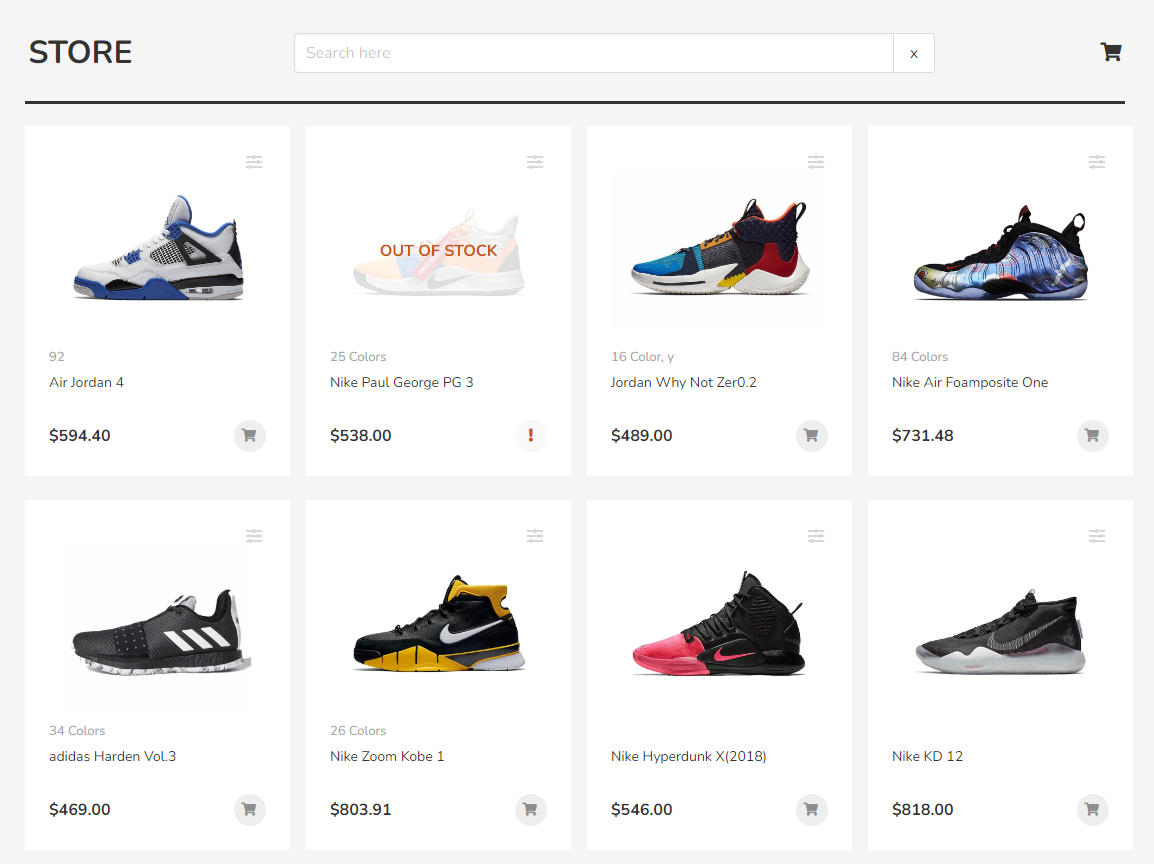 STORE
Search here
x
92
Air Jordan 4
$594.40
OUT OF STOCK
25 Colors
Nike Paul George PG 3
$538.00
!
16 Color, y
Jordan Why Not Zer0.2
$489.00
84 Colors
Nike Air Foamposite One
$731.48
34 Colors
adidas Harden Vol.3
$469.00
26 Colors
Nike Zoom Kobe 1
$803.91
Nike Hyperdunk X(2018)
$546.00
Nike KD 12
$818.00